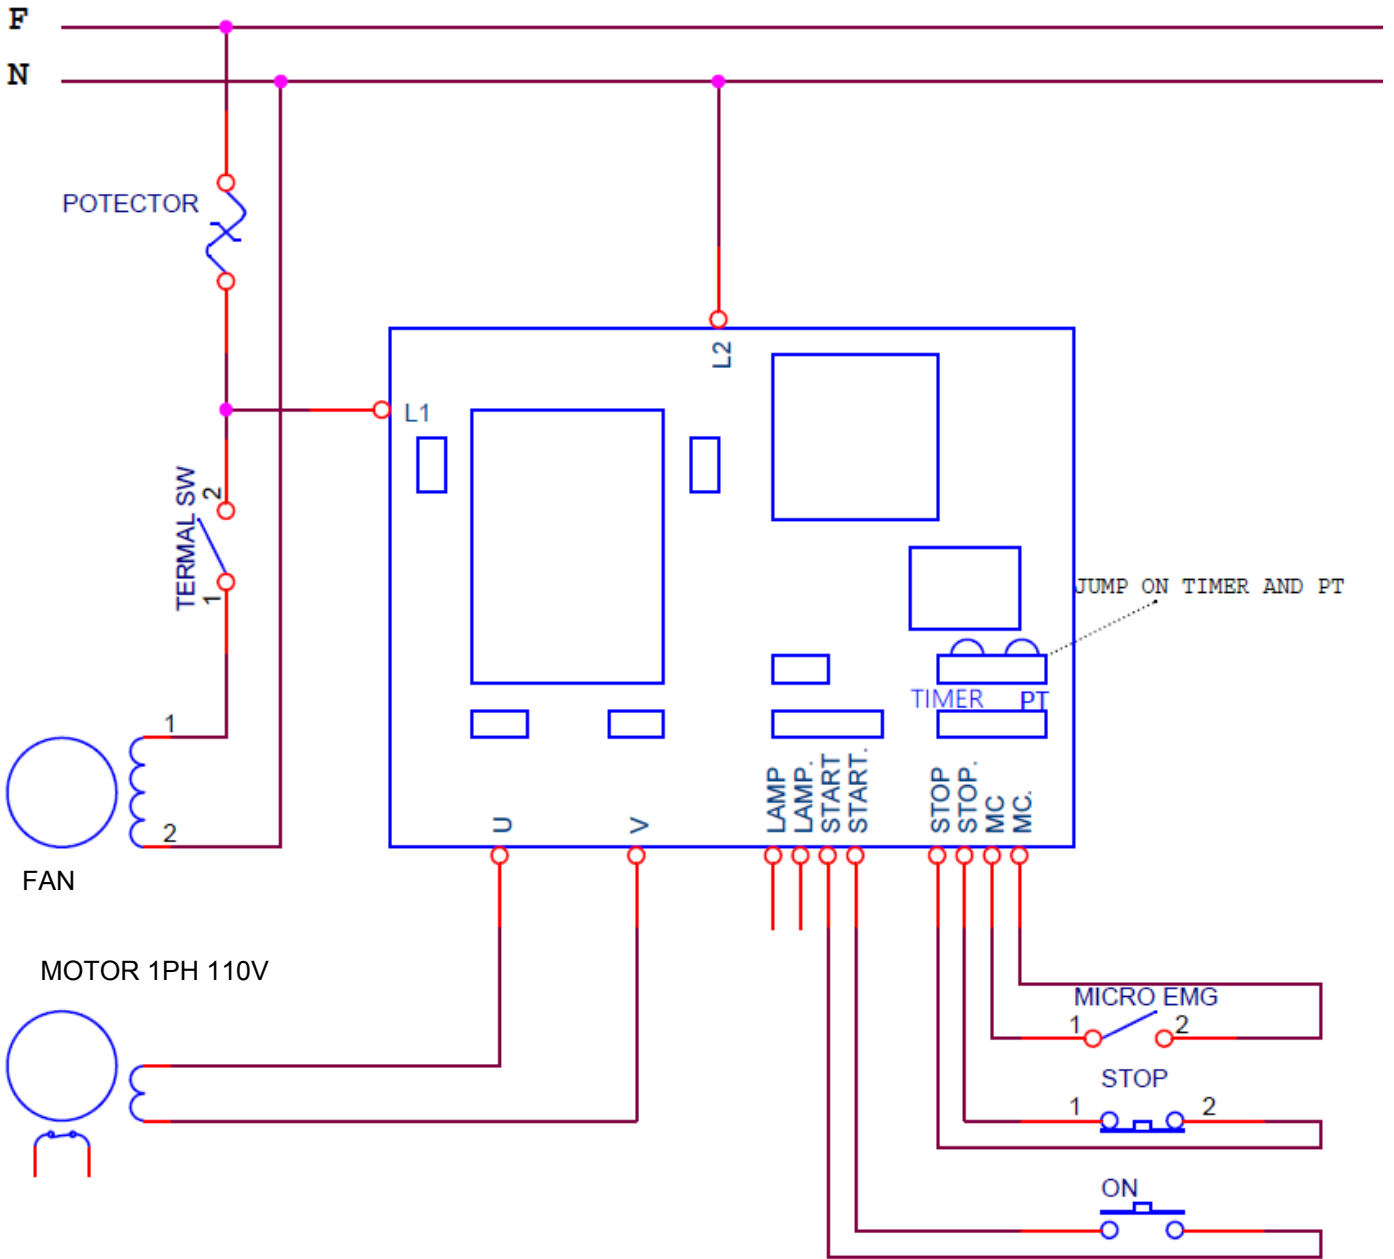 F
N
POTECTOR
L2
L1
TERMAL SW
2
1
JUMP ON TIMER AND PT
TIMER
PT
1
2
FAN
U
V
LAMP
LAMP.
START
START.
STOP
STOP.
MC
MC.
MOTOR 1PH 110V
MICRO EMG
1
2
STOP
1
2
ON